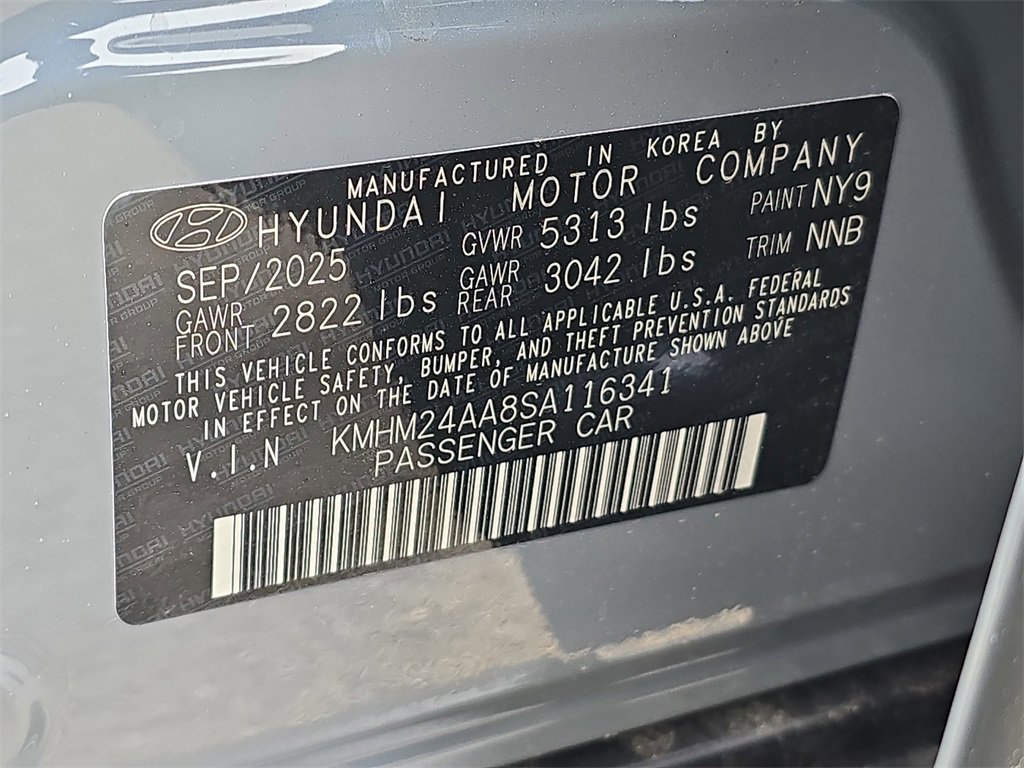 MANUFACTURED IN KOREA BY
HYUNDAI MOTOR COMPANY
SEP/2025 GVWR 5313 lbs PAINT NY9
GAWR FRONT 2822 lbs GAWR REAR 3042 lbs TRIM NNB
THIS VEHICLE CONFORMS TO ALL APPLICABLE U.S.A. FEDERAL
MOTOR VEHICLE SAFETY, BUMPER, AND THEFT PREVENTION STANDARDS
IN EFFECT ON THE DATE OF MANUFACTURE SHOWN ABOVE
V.I.N KMHM24AA8SA116341
PASSENGER CAR